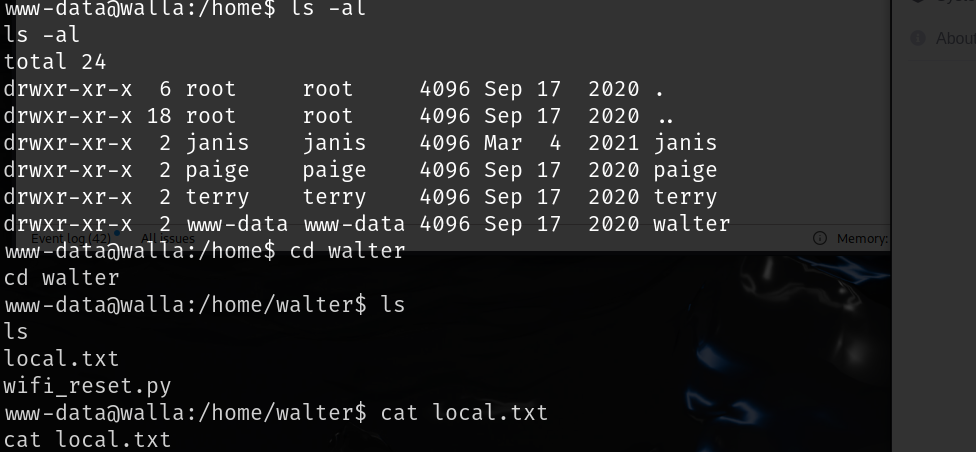 www-data@walla:/home$ ls -al
ls -al
total 24
drwxr-xr-x  6 root     root     4096 Sep 17  2020 .
drwxr-xr-x 18 root     root     4096 Sep 17  2020 ..
drwxr-xr-x  2 janis    janis    4096 Mar  4  2021 janis
drwxr-xr-x  2 paige    paige    4096 Sep 17  2020 paige
drwxr-xr-x  2 terry    terry    4096 Sep 17  2020 terry
drwxr-xr-x  2 www-data www-data 4096 Sep 17  2020 walter
Event log (42) All issues
Memory:
www-data@walla:/home$ cd walter
cd walter
www-data@walla:/home/walter$ ls
ls
local.txt
wifi_reset.py
www-data@walla:/home/walter$ cat local.txt
cat local.txt
About